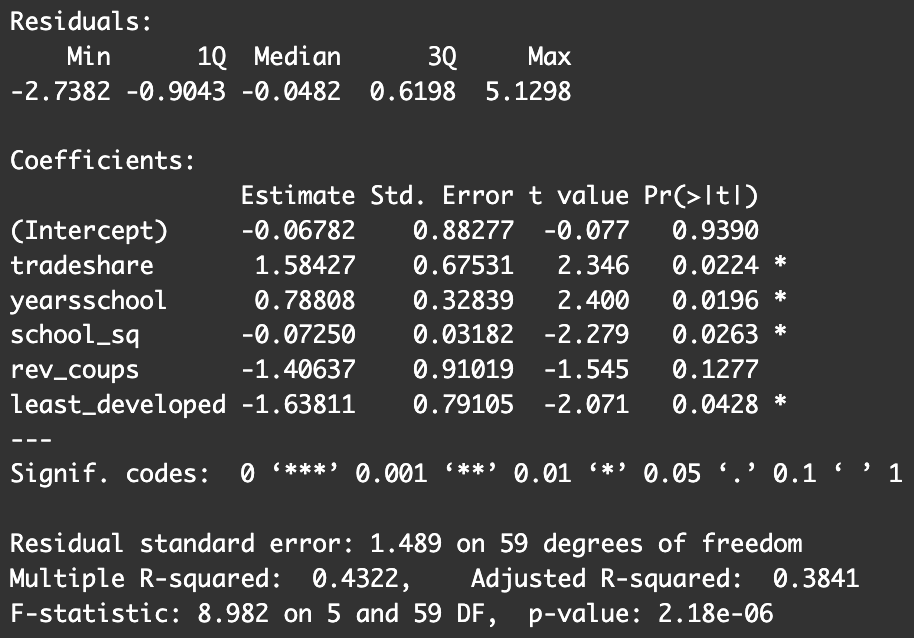 Residuals:
    Min      1Q  Median      3Q     Max
-2.7382 -0.9043 -0.0482  0.6198  5.1298

Coefficients:
                Estimate Std. Error t value Pr(>|t|)
(Intercept)     -0.06782    0.88277  -0.077   0.9390
tradeshare       1.58427    0.67531   2.346   0.0224 *
yearsschool      0.78808    0.32839   2.400   0.0196 *
school_sq       -0.07250    0.03182  -2.279   0.0263 *
rev_coups       -1.40637    0.91019  -1.545   0.1277
least_developed -1.63811    0.79105  -2.071   0.0428 *
---
Signif. codes:  0 ‘***’ 0.001 ‘**’ 0.01 ‘*’ 0.05 ‘.’ 0.1 ‘ ’ 1

Residual standard error: 1.489 on 59 degrees of freedom
Multiple R-squared:  0.4322,    Adjusted R-squared:  0.3841
F-statistic: 8.982 on 5 and 59 DF,  p-value: 2.18e-06